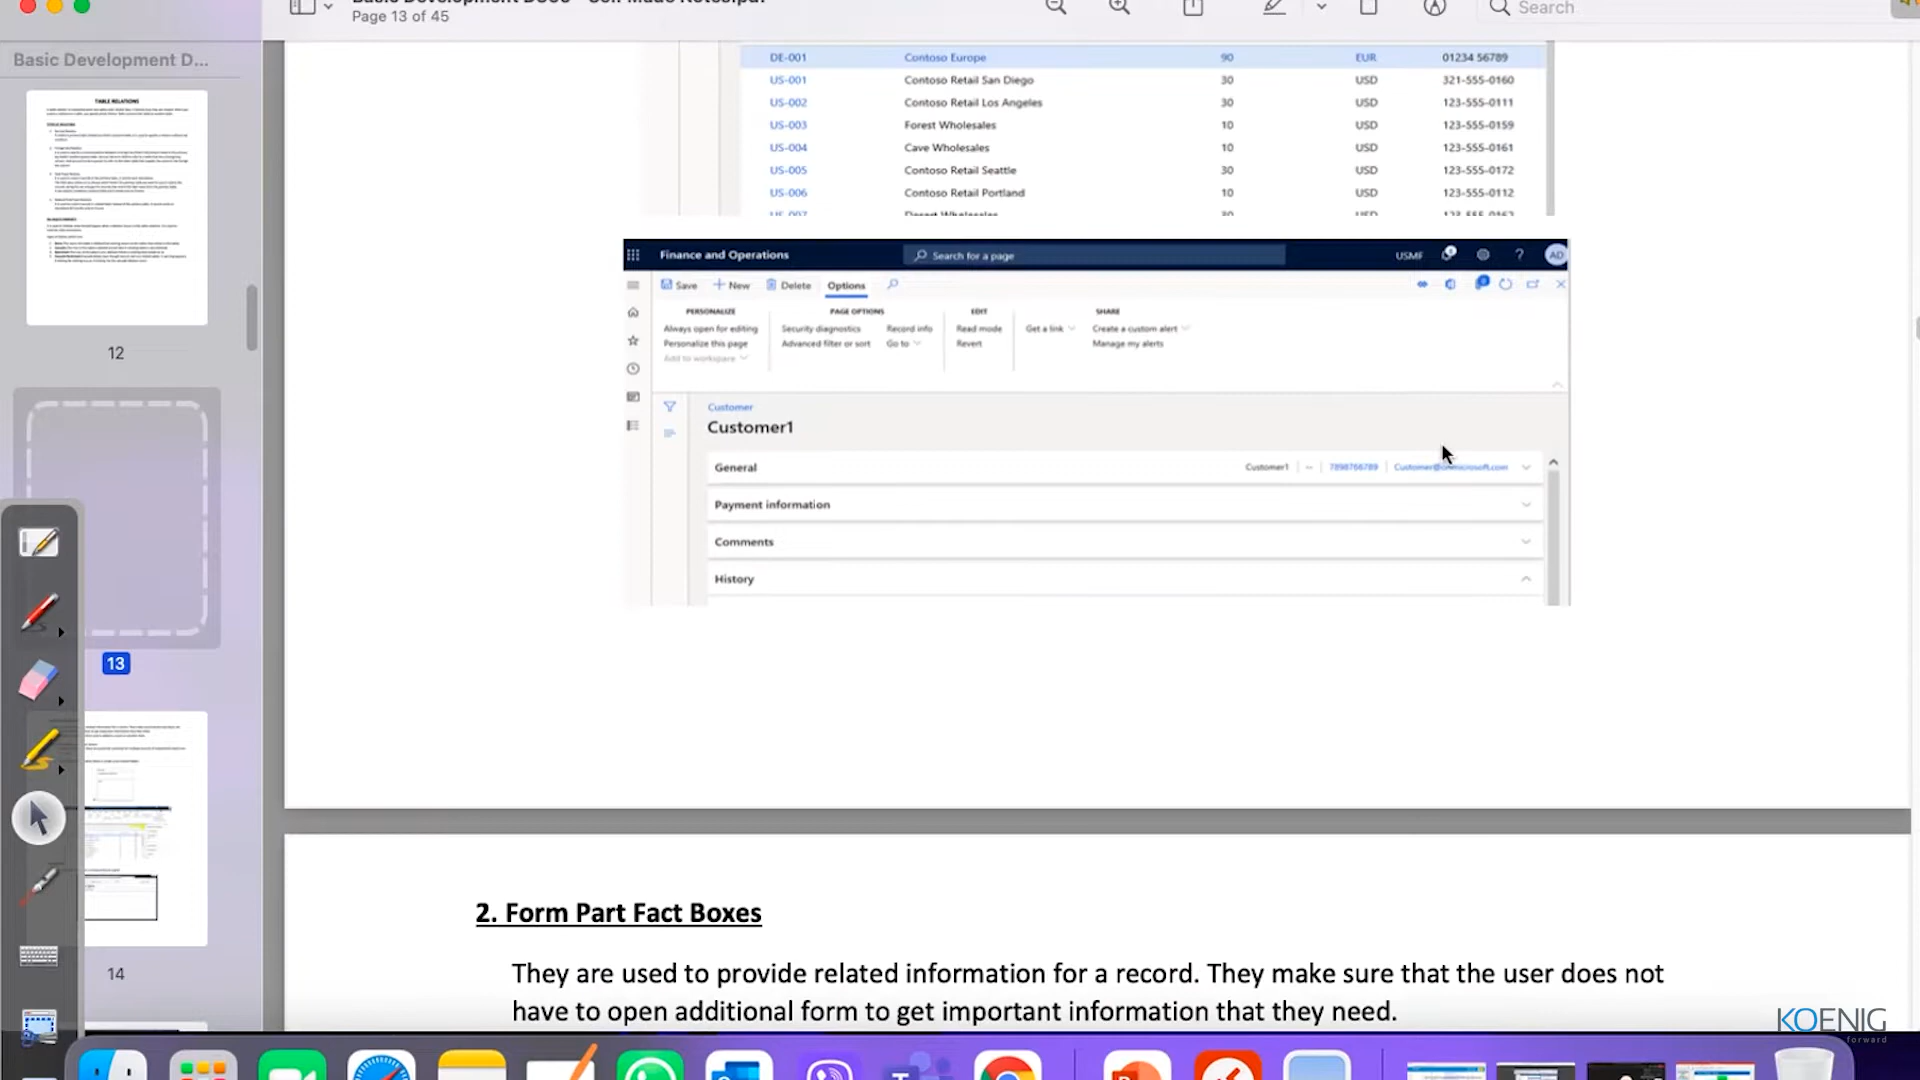 Page 13 of 45
Search
Basic Development D...
TABLE RELATIONS
12
13
14
DE-001 Contoso Europe 90 EUR 01234 56789
US-001 Contoso Retail San Diego 30 USD 321-555-0160
US-002 Contoso Retail Los Angeles 30 USD 123-555-0111
US-003 Forest Wholesales 10 USD 123-555-0159
US-004 Cave Wholesales 10 USD 123-555-0161
US-005 Contoso Retail Seattle 30 USD 123-555-0172
US-006 Contoso Retail Portland 10 USD 123-555-0112
Finance and Operations Search for a page USMF ? AD
Save New Delete Options
PERSONALIZE PAGE OPTIONS EDIT SHARE
Always open for editing Security diagnostics Record info Read mode Get a link Create a custom alert
Personalize this page Advanced filter or sort Go to Revert Manage my alerts
Add to workspace
Customer
Customer1
General Customer1 -- 7898766789
Payment information
Comments
History
2. Form Part Fact Boxes
They are used to provide related information for a record. They make sure that the user does not
have to open additional form to get important information that they need.
KOENIG
forward